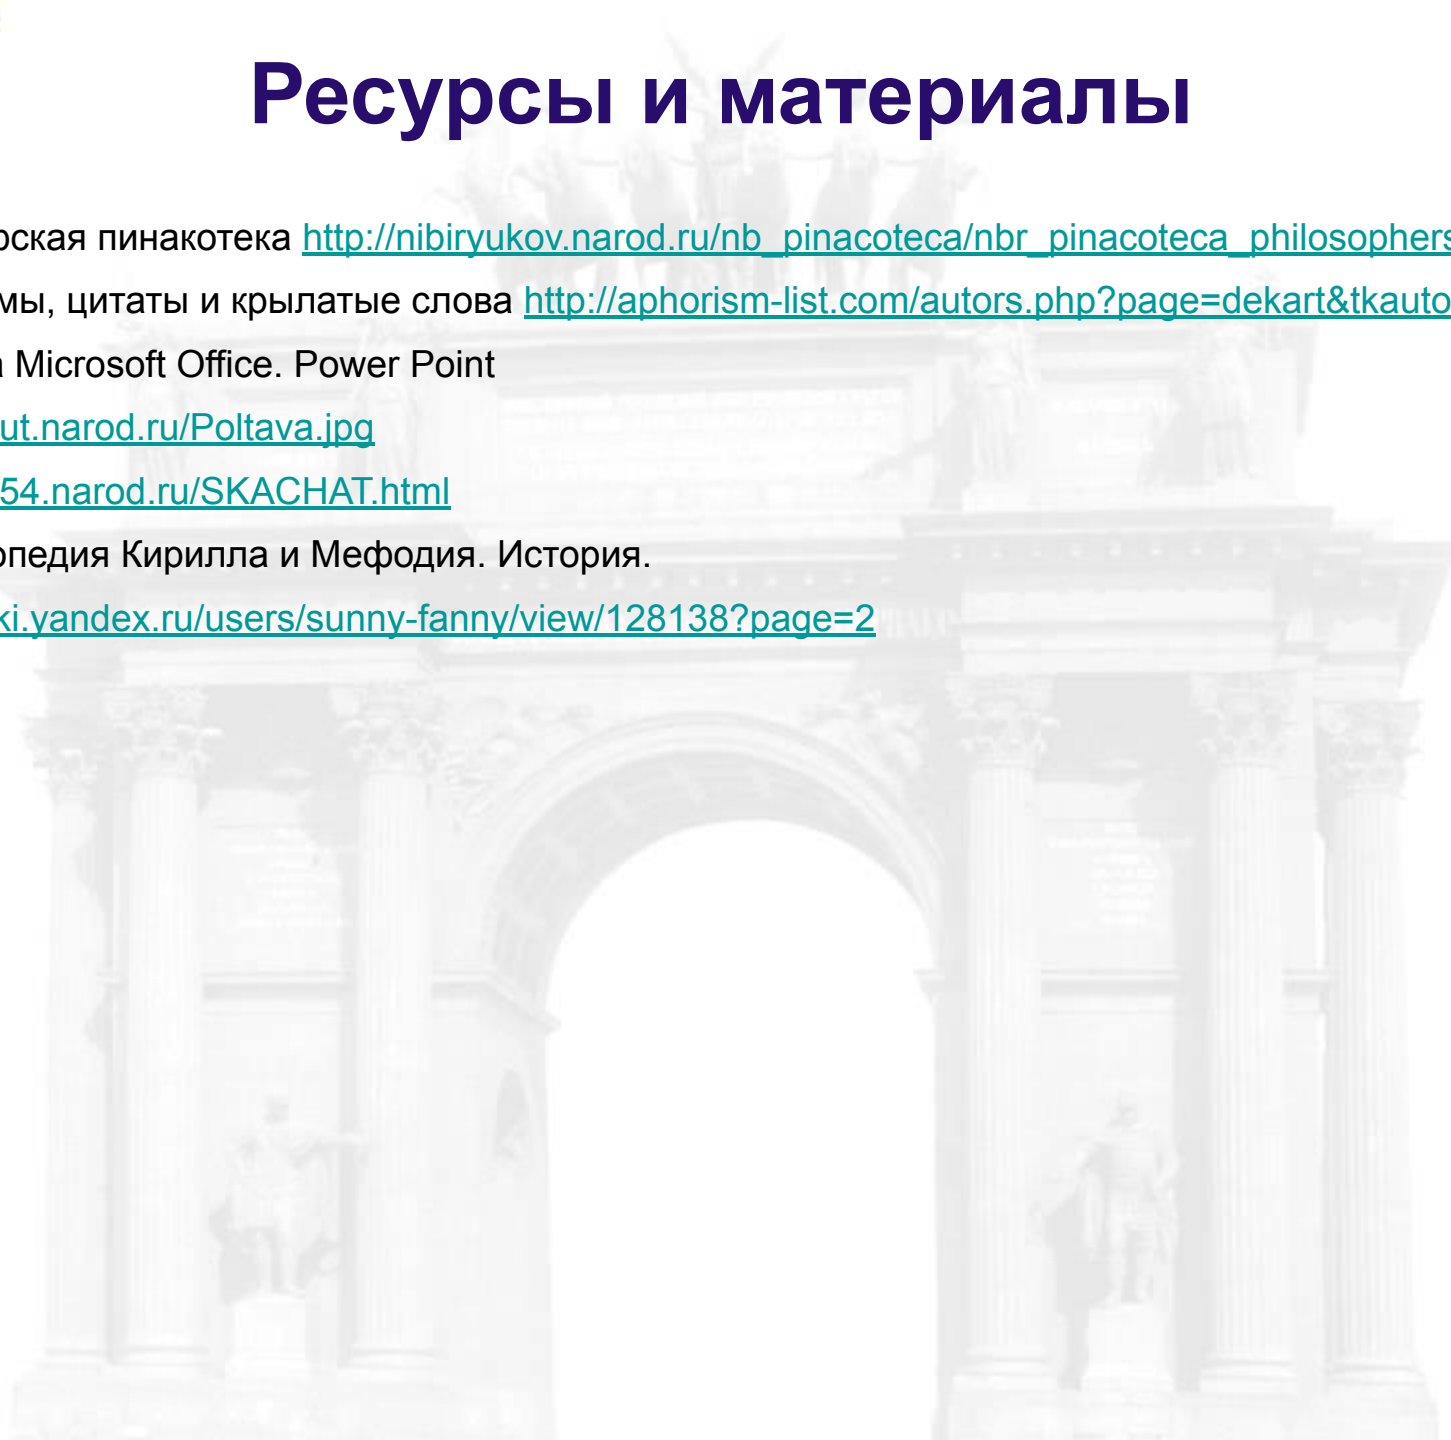 Ресурсы и материалы
рская пинакотека http://nibiryukov.narod.ru/nb_pinacoteca/nbr_pinacoteca_philosophers
мы, цитаты и крылатые слова http://aphorism-list.com/autors.php?page=dekart&tkauto
а Microsoft Office. Power Point
ut.narod.ru/Poltava.jpg
54.narod.ru/SKACHAT.html
опедия Кирилла и Мефодия. История.
ki.yandex.ru/users/sunny-fanny/view/128138?page=2